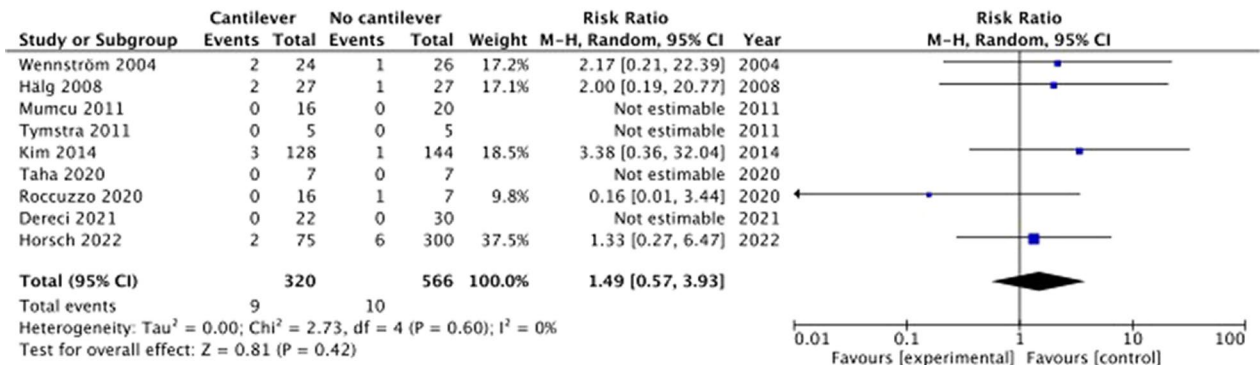 Cantilever No cantilever Risk Ratio Risk Ratio
Study or Subgroup Events Total Events Total Weight M-H, Random, 95% CI Year M-H, Random, 95% CI
Wennström 2004 2 24 1 26 17.2% 2.17 [0.21, 22.39] 2004
Hälg 2008 2 27 1 27 17.1% 2.00 [0.19, 20.77] 2008
Mumcu 2011 0 16 0 20 Not estimable 2011
Tymstra 2011 0 5 0 5 Not estimable 2011
Kim 2014 3 128 1 144 18.5% 3.38 [0.36, 32.04] 2014
Taha 2020 0 7 0 7 Not estimable 2020
Roccuzzo 2020 0 16 1 7 9.8% 0.16 [0.01, 3.44] 2020
Dereci 2021 0 22 0 30 Not estimable 2021
Horsch 2022 2 75 6 300 37.5% 1.33 [0.27, 6.47] 2022
Total (95% CI) 320 566 100.0% 1.49 [0.57, 3.93]
Total events 9 10
Heterogeneity: Tau² = 0.00; Chi² = 2.73, df = 4 (P = 0.60); I² = 0%
Test for overall effect: Z = 0.81 (P = 0.42)
0.01 0.1 1 10 100
Favours [experimental] Favours [control]